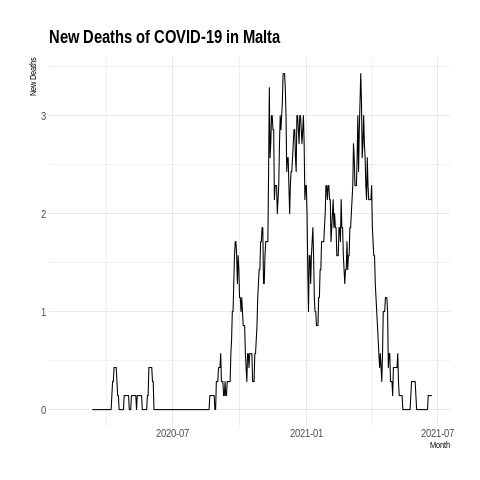 New Deaths of COVID-19 in Malta
New Deaths
3
2
1
0
2020-07
2021-01
2021-07
Month